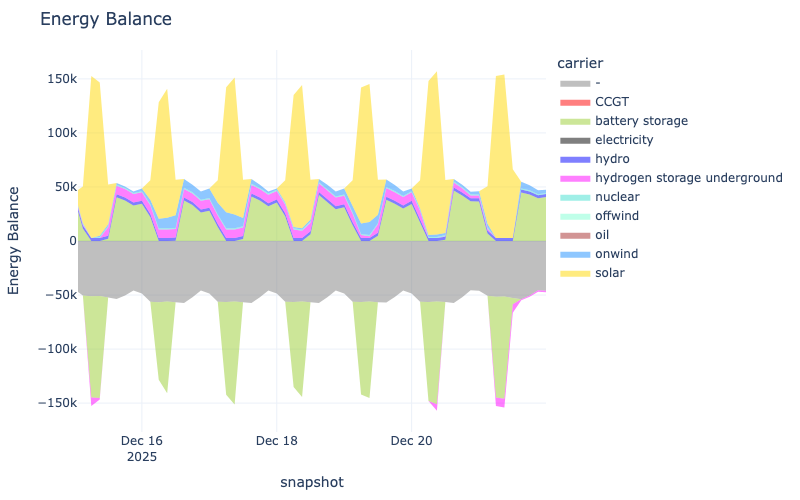 Energy Balance
carrier
-
CCGT
battery storage
electricity
hydro
hydrogen storage underground
nuclear
offwind
oil
onwind
solar
Energy Balance
150k
100k
50k
0
−50k
−100k
−150k
Dec 16
2025
Dec 18
Dec 20
snapshot